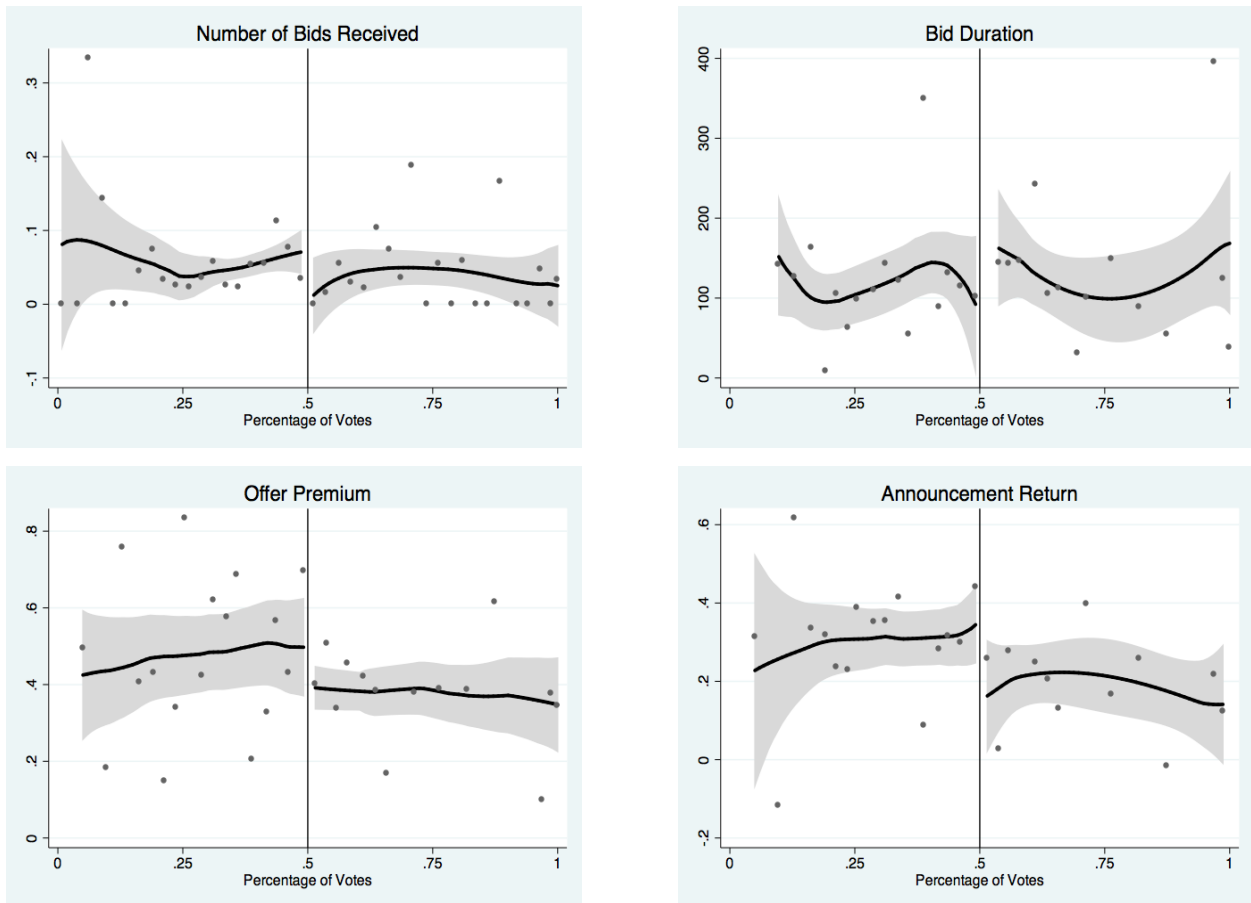 Number of Bids Received
.3
.2
.1
0
-.1
0 .25 .5 .75 1
Percentage of Votes
Bid Duration
400
300
200
100
0
0 .25 .5 .75 1
Percentage of Votes
Offer Premium
.8
.6
.4
.2
0
0 .25 .5 .75 1
Percentage of Votes
Announcement Return
.6
.4
.2
0
-.2
0 .25 .5 .75 1
Percentage of Votes